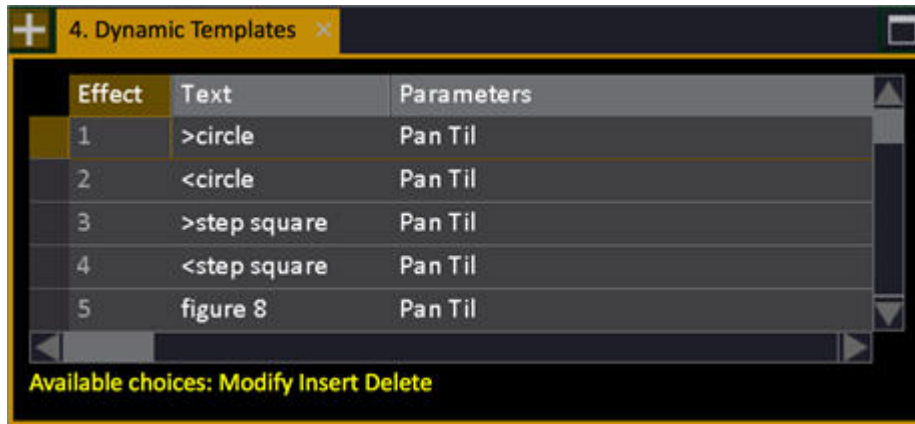 4. Dynamic Templates
Effect Text Parameters
1 >circle Pan Til
2 <circle Pan Til
3 >step square Pan Til
4 <step square Pan Til
5 figure 8 Pan Til
Available choices: Modify Insert Delete